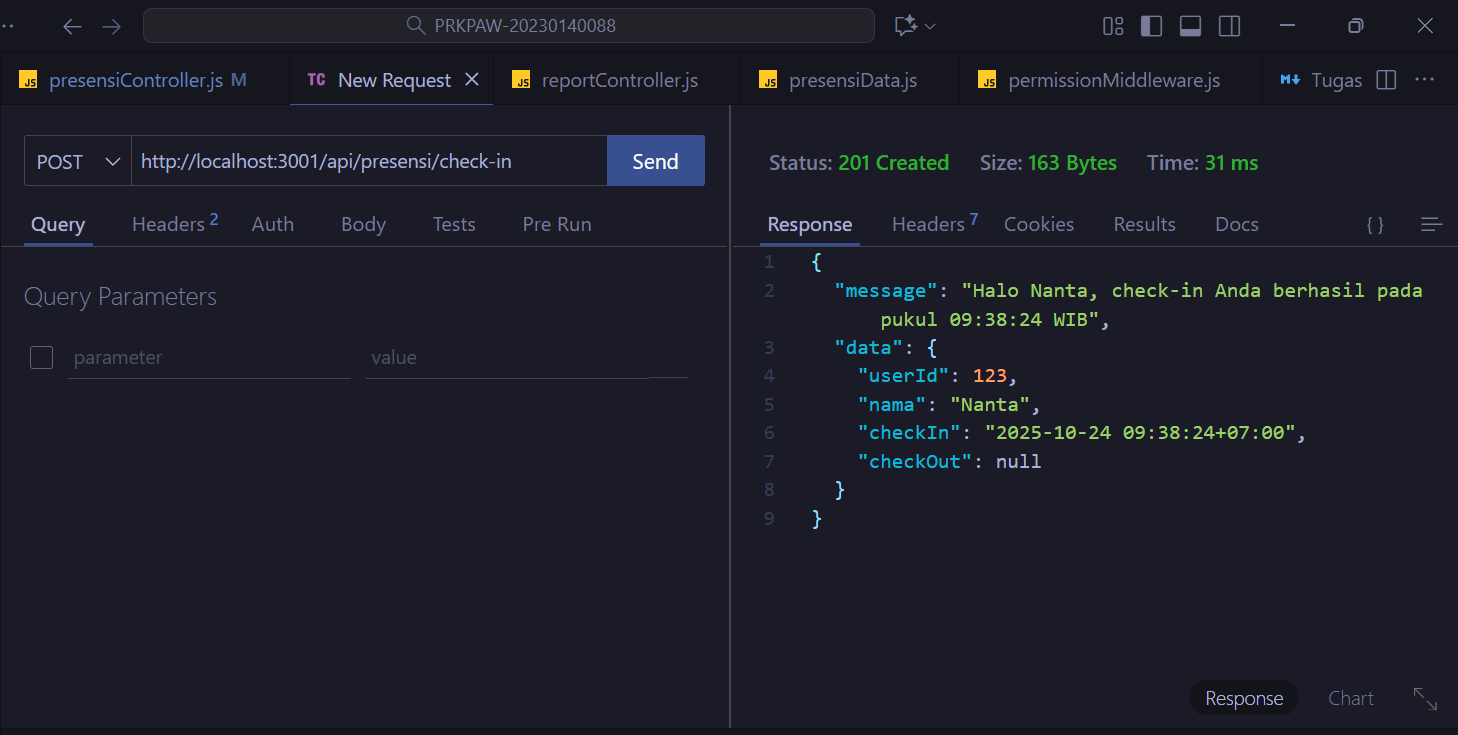 PRKPAW-20230140088
JS presensiController.js M
TC New Request
JS reportController.js
JS presensiData.js
JS permissionMiddleware.js
Tugas
POST http://localhost:3001/api/presensi/check-in Send
Query Headers 2 Auth Body Tests Pre Run
Query Parameters
parameter value
Status: 201 Created Size: 163 Bytes Time: 31 ms
Response Headers 7 Cookies Results Docs { }
1 {
2 "message": "Halo Nanta, check-in Anda berhasil pada
pukul 09:38:24 WIB",
3 "data": {
4 "userId": 123,
5 "nama": "Nanta",
6 "checkIn": "2025-10-24 09:38:24+07:00",
7 "checkOut": null
8 }
9 }
Response Chart